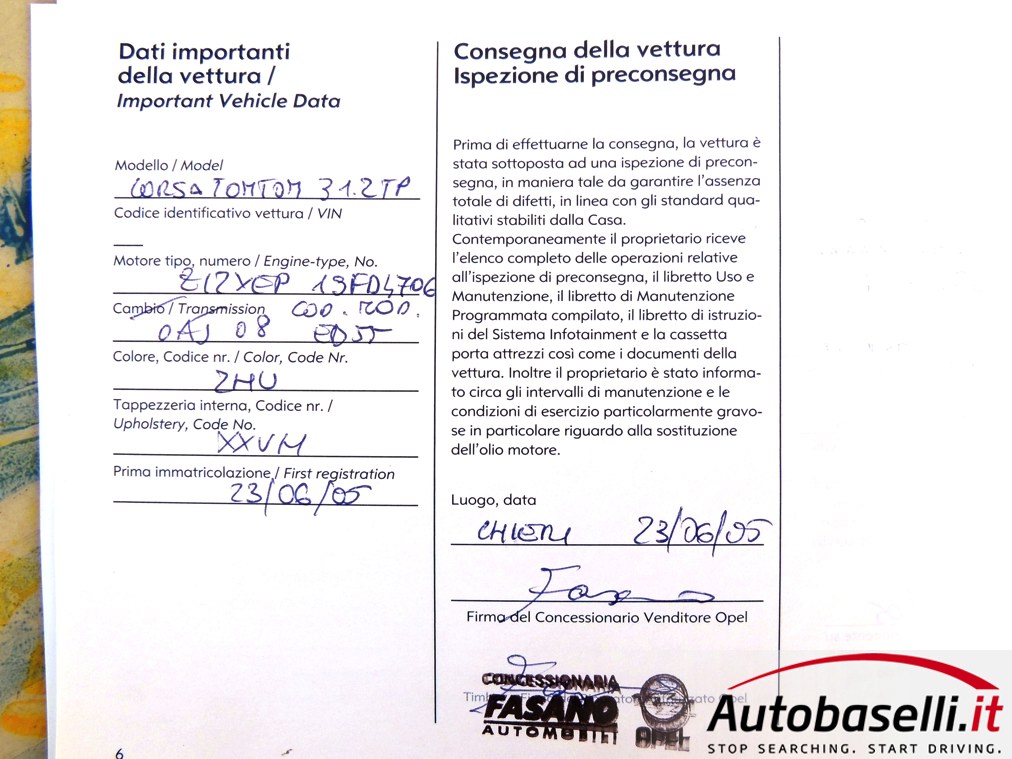 Dati importanti
della vettura /
Important Vehicle Data
Modello / Model
CORSA TOMTOM 3 1.2 TP
Codice identificativo vettura / VIN
Motore tipo, numero / Engine-type, No.
Z12XEP 19FD4706
Cambio / Transmission COD. ROD.
0AJ 08 ED55
Colore, Codice nr. / Color, Code Nr.
2HU
Tappezzeria interna, Codice nr. /
Upholstery, Code No.
XXVM
Prima immatricolazione / First registration
23/06/05
6
Consegna della vettura
Ispezione di preconsegna
Prima di effettuarne la consegna, la vettura è
stata sottoposta ad una ispezione di precon-
segna, in maniera tale da garantire l'assenza
totale di difetti, in linea con gli standard qua-
litativi stabiliti dalla Casa.
Contemporaneamente il proprietario riceve
l'elenco completo delle operazioni relative
all'ispezione di preconsegna, il libretto Uso e
Manutenzione, il libretto di Manutenzione
Programmata compilato, il libretto di istruzio-
ni del Sistema Infotainment e la cassetta
porta attrezzi così come i documenti della
vettura. Inoltre il proprietario è stato informa-
to circa gli intervalli di manutenzione e le
condizioni di esercizio particolarmente gravo-
se in particolare riguardo alla sostituzione
dell'olio motore.
Luogo, data
CHIERI 23/06/05
Firma del Concessionario Venditore Opel
CONCESSIONARIA
FASANO
AUTOMOBILI OPEL
Autobaselli.it
STOP SEARCHING. START DRIVING.